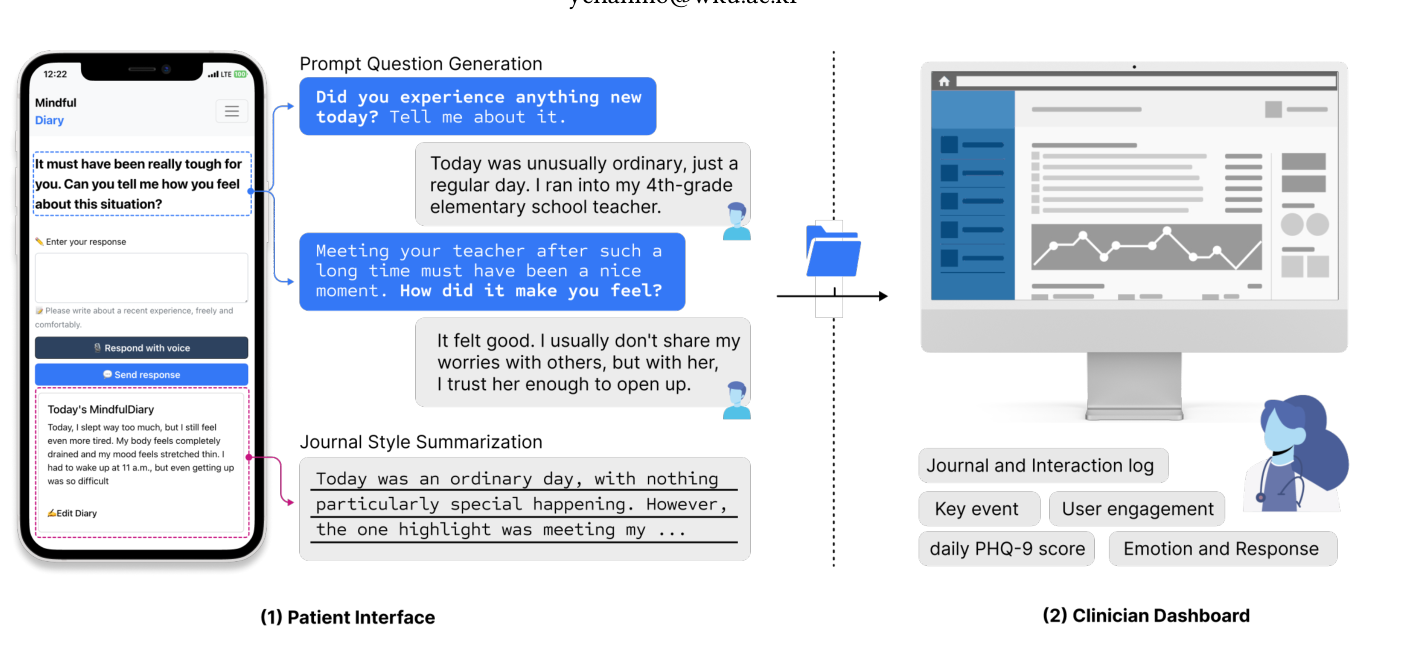 12:22
LTE 100
Mindful
Diary
It must have been really tough for
you. Can you tell me how you feel
about this situation?
Enter your response
Please write about a recent experience, freely and
comfortably.
Respond with voice
Send response
Today's MindfulDiary
Today, I slept way too much, but I still feel
even more tired. My body feels completely
drained and my mood feels stretched thin. I
had to wake up at 11 a.m., but even getting up
was so difficult
Edit Diary
Prompt Question Generation
Did you experience anything new
today? Tell me about it.
Today was unusually ordinary, just a
regular day. I ran into my 4th-grade
elementary school teacher.
Meeting your teacher after such a
long time must have been a nice
moment. How did it make you feel?
It felt good. I usually don't share my
worries with others, but with her,
I trust her enough to open up.
Journal Style Summarization
Today was an ordinary day, with nothing
particularly special happening. However,
the one highlight was meeting my ...
(1) Patient Interface
Journal and Interaction log
Key event
User engagement
daily PHQ-9 score
Emotion and Response
(2) Clinician Dashboard